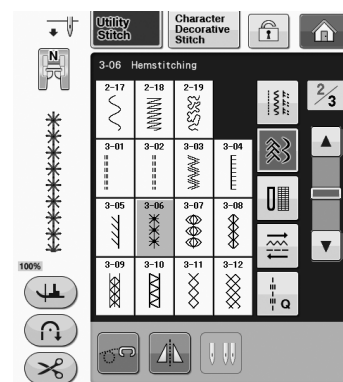 Utility
Stitch
Character
Decorative
Stitch
N
3-06 Hemstitching
2-17 2-18 2-19
2/3
3-01 3-02 3-03 3-04
3-05 3-06 3-07 3-08
100%
3-09 3-10 3-11 3-12
Q